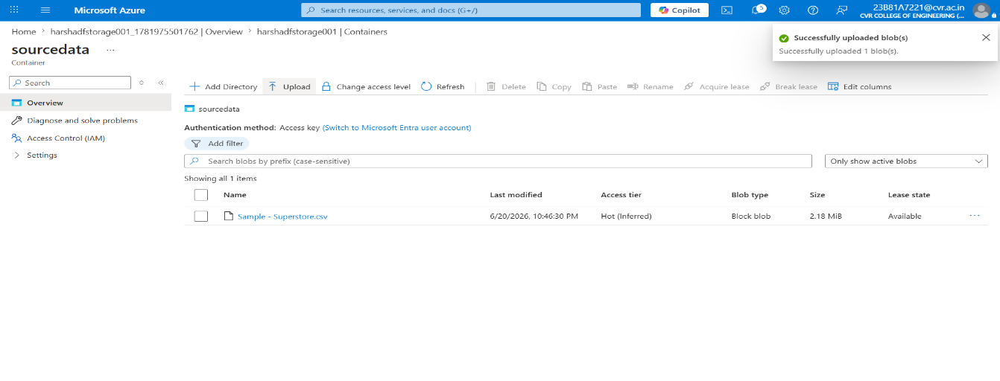 Microsoft Azure
Search resources, services, and docs (G+/)
Copilot
5
23B81A7221@cvr.ac.in
CVR COLLEGE OF ENGINEERING (...
Home > harshadfstorage001_1781975501762 | Overview > harshadfstorage001 | Containers
sourcedata ...
Container
Successfully uploaded blob(s)
Successfully uploaded 1 blob(s).
Search
Overview
Diagnose and solve problems
Access Control (IAM)
Settings
Add Directory Upload Change access level Refresh Delete Copy Paste Rename Acquire lease Break lease Edit columns
sourcedata
Authentication method: Access key (Switch to Microsoft Entra user account)
Add filter
Search blobs by prefix (case-sensitive)
Only show active blobs
Showing all 1 items
Name Last modified Access tier Blob type Size Lease state
Sample - Superstore.csv 6/20/2026, 10:46:30 PM Hot (Inferred) Block blob 2.18 MiB Available ...